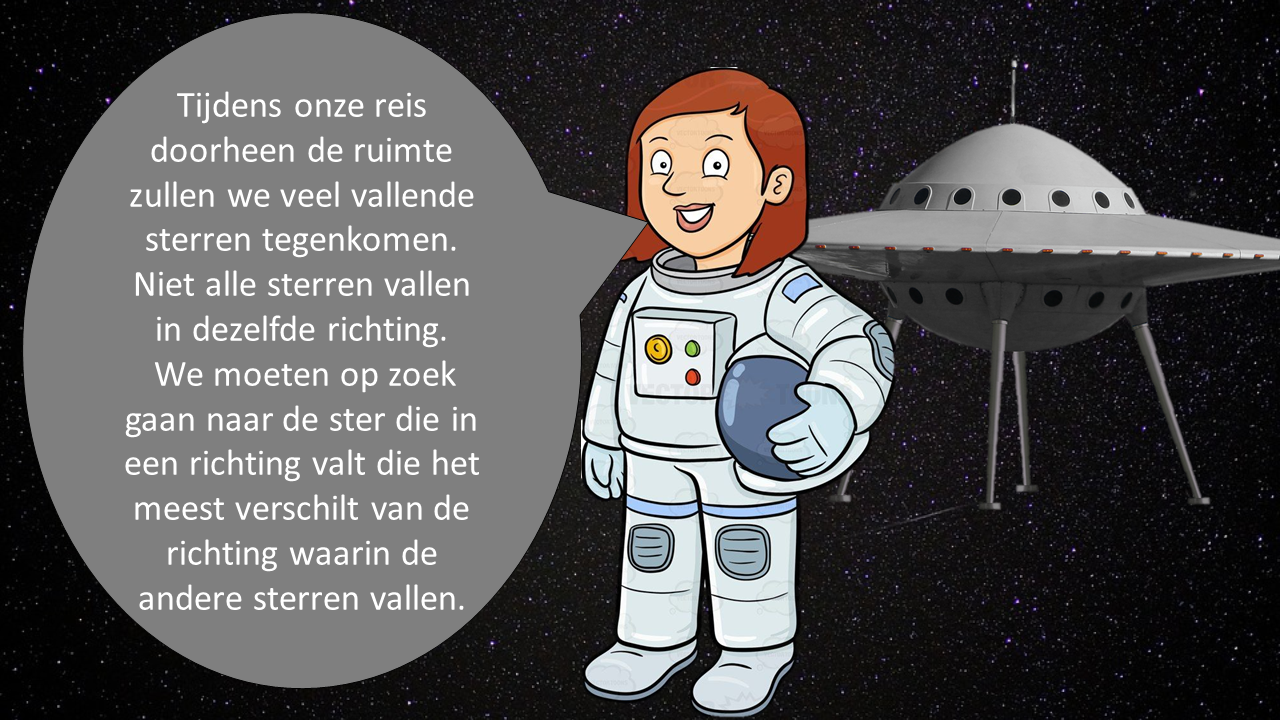 Tijdens onze reis
doorheen de ruimte
zullen we veel vallende
sterren tegenkomen.
Niet alle sterren vallen
in dezelfde richting.
We moeten op zoek
gaan naar de ster die in
een richting valt die het
meest verschilt van de
richting waarin de
andere sterren vallen.